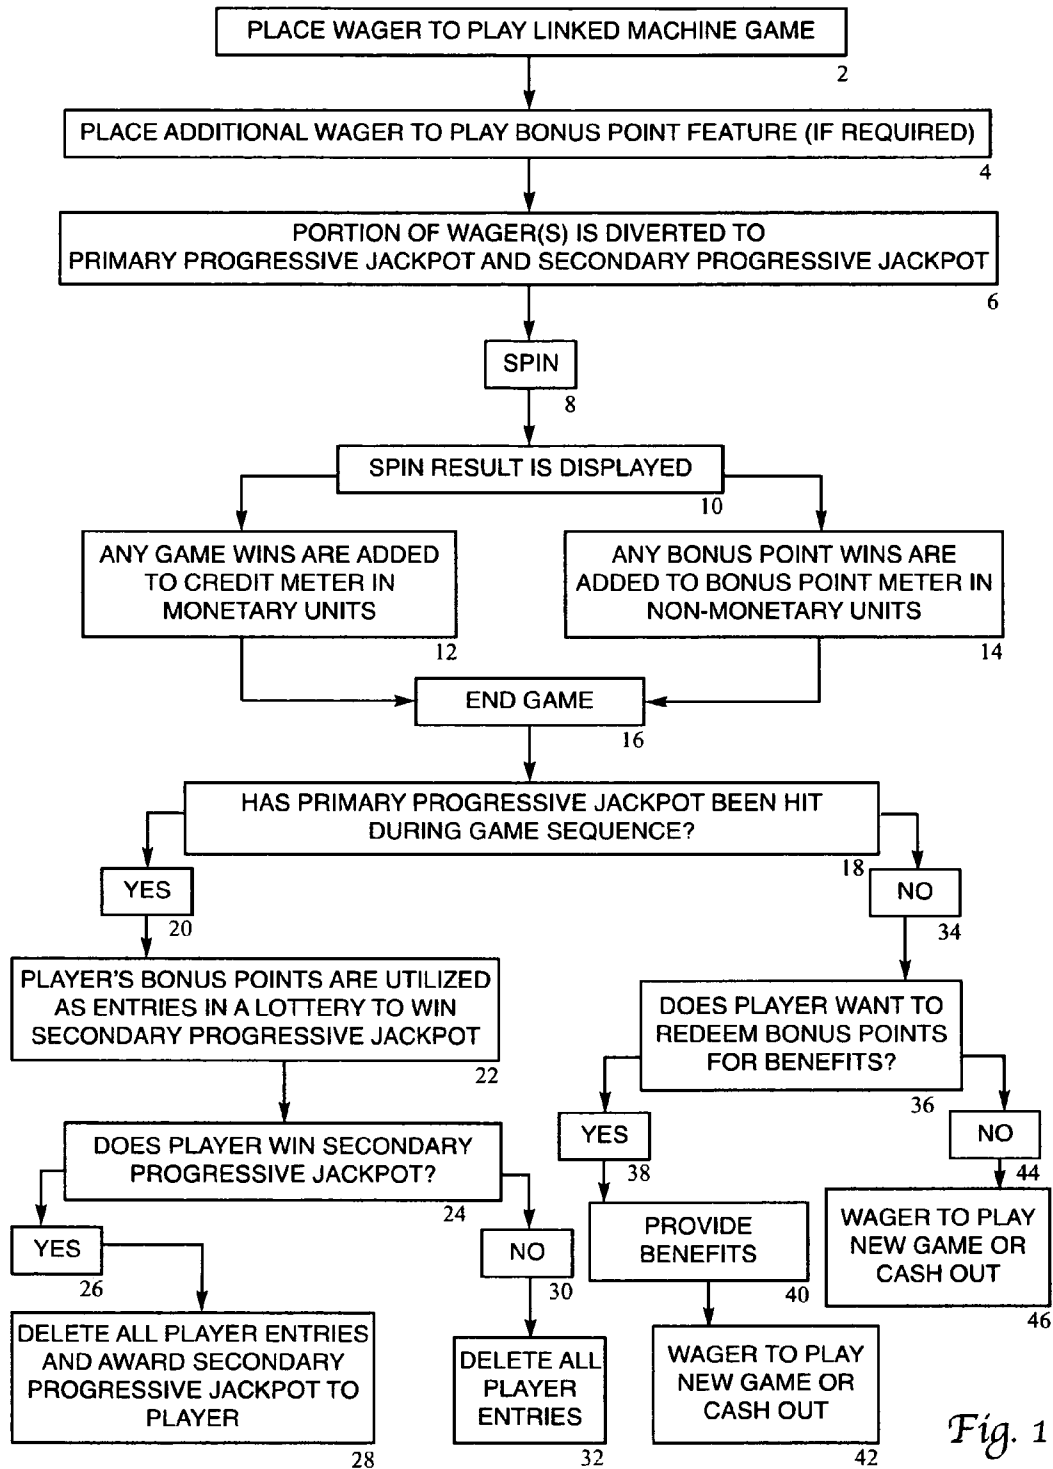 PLACE WAGER TO PLAY LINKED MACHINE GAME
2
PLACE ADDITIONAL WAGER TO PLAY BONUS POINT FEATURE (IF REQUIRED)
4
PORTION OF WAGER(S) IS DIVERTED TO
PRIMARY PROGRESSIVE JACKPOT AND SECONDARY PROGRESSIVE JACKPOT
6
SPIN
8
SPIN RESULT IS DISPLAYED
10
ANY GAME WINS ARE ADDED
TO CREDIT METER IN
MONETARY UNITS
12
ANY BONUS POINT WINS ARE
ADDED TO BONUS POINT METER IN
NON-MONETARY UNITS
14
END GAME
16
HAS PRIMARY PROGRESSIVE JACKPOT BEEN HIT
DURING GAME SEQUENCE?
18
YES
20
NO
34
PLAYER'S BONUS POINTS ARE UTILIZED
AS ENTRIES IN A LOTTERY TO WIN
SECONDARY PROGRESSIVE JACKPOT
22
DOES PLAYER WANT TO
REDEEM BONUS POINTS
FOR BENEFITS?
36
DOES PLAYER WIN SECONDARY
PROGRESSIVE JACKPOT?
24
YES
38
NO
44
YES
26
NO
30
PROVIDE
BENEFITS
40
WAGER TO PLAY
NEW GAME OR
CASH OUT
46
DELETE ALL PLAYER ENTRIES
AND AWARD SECONDARY
PROGRESSIVE JACKPOT TO
PLAYER
28
DELETE ALL
PLAYER
ENTRIES
32
WAGER TO PLAY
NEW GAME OR
CASH OUT
42
Fig. 1